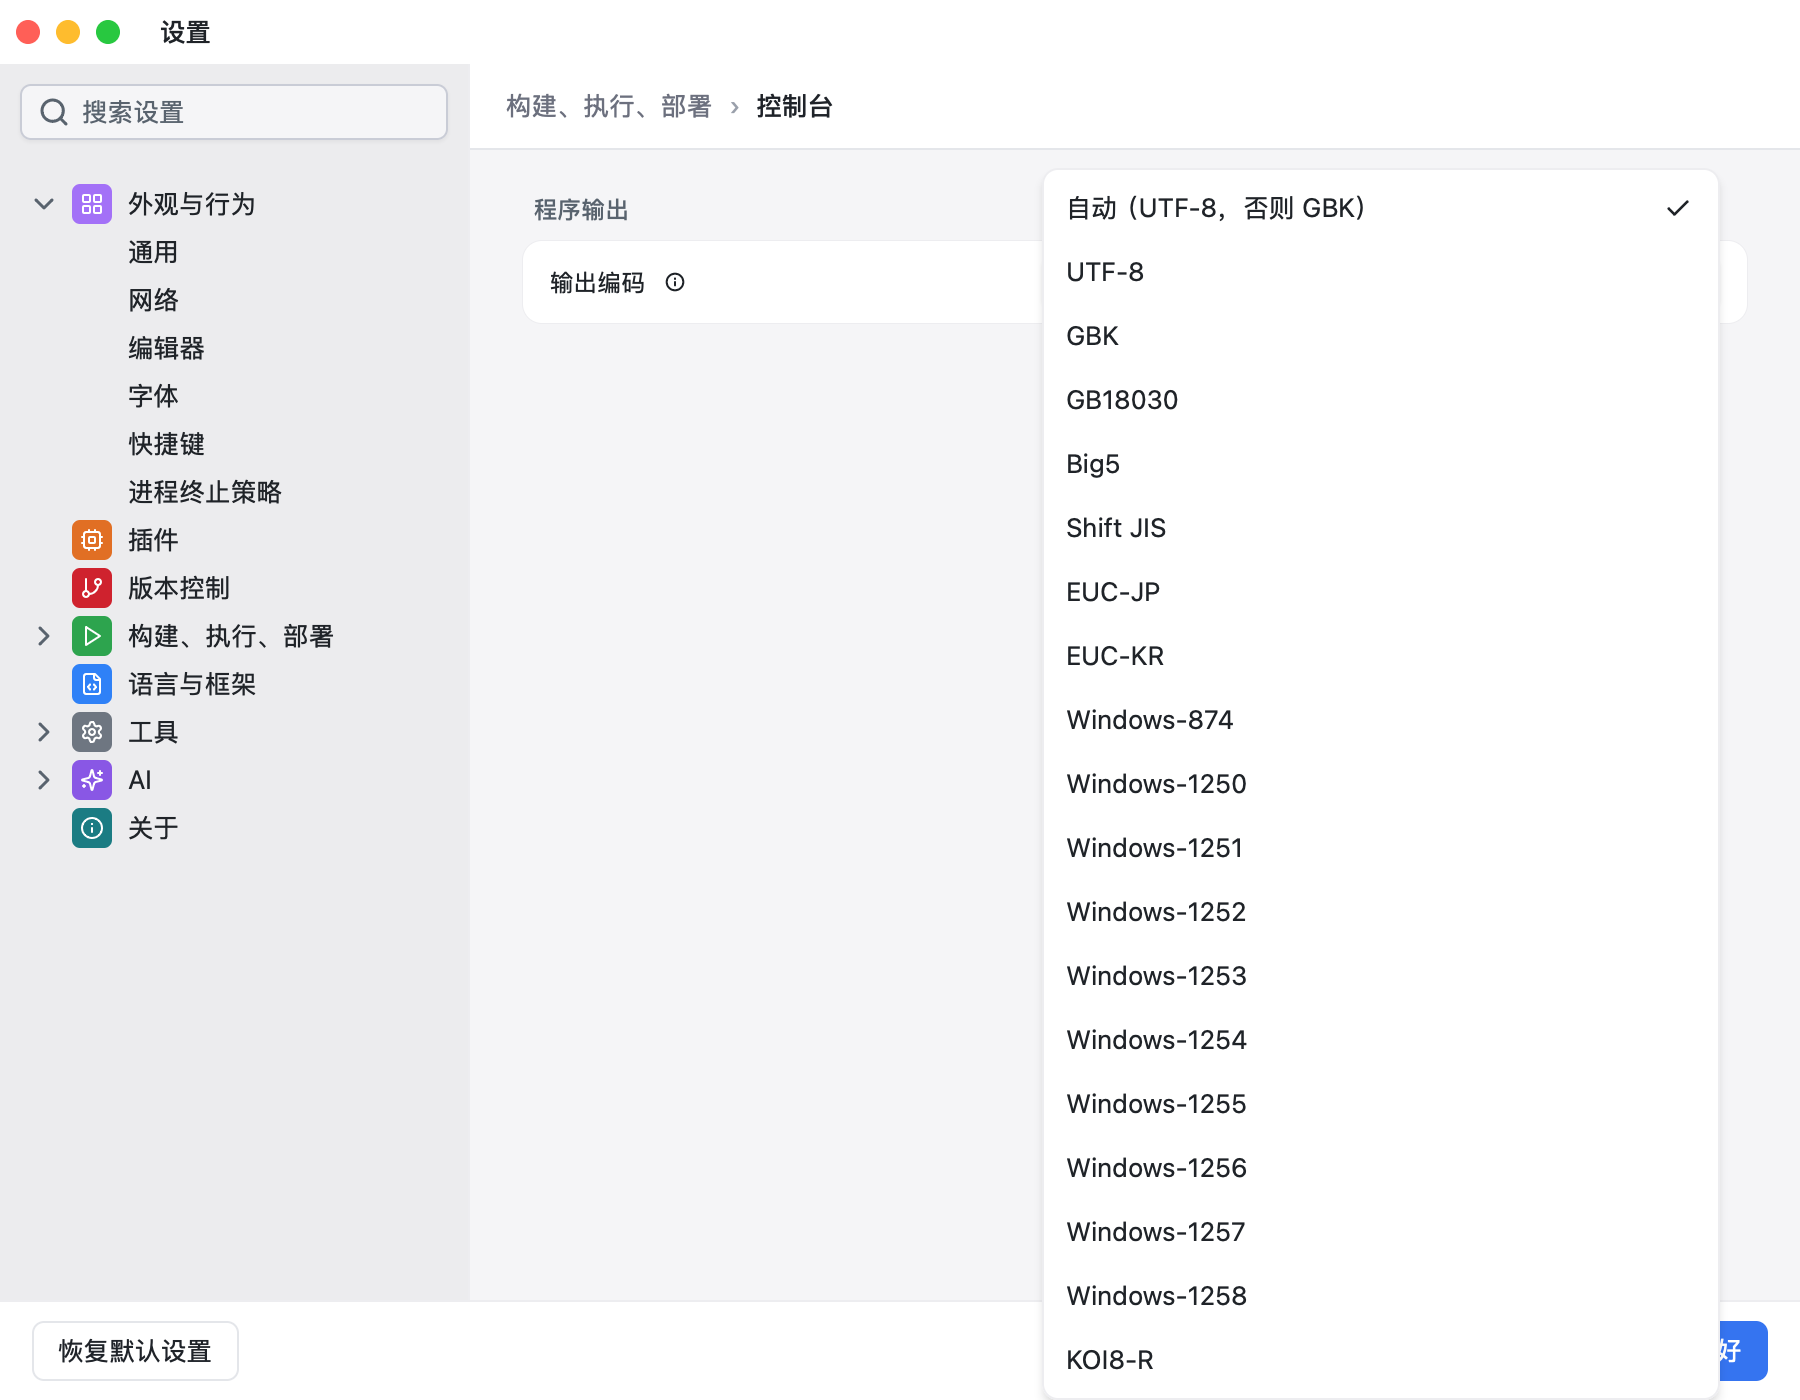 设置
搜索设置
外观与行为
通用
网络
编辑器
字体
快捷键
进程终止策略
插件
版本控制
构建、执行、部署
语言与框架
工具
AI
关于
恢复默认设置
构建、执行、部署 › 控制台
程序输出
输出编码
自动（UTF-8，否则 GBK）
UTF-8
GBK
GB18030
Big5
Shift JIS
EUC-JP
EUC-KR
Windows-874
Windows-1250
Windows-1251
Windows-1252
Windows-1253
Windows-1254
Windows-1255
Windows-1256
Windows-1257
Windows-1258
KOI8-R
好